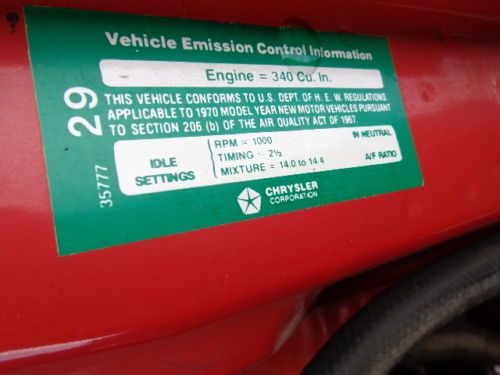 Vehicle Emission Control Information
Engine = 340 Cu. In.
29
35777
THIS VEHICLE CONFORMS TO U.S. DEPT. OF H. E. W. REGULATIONS
APPLICABLE TO 1970 MODEL YEAR NEW MOTOR VEHICLES PURSUANT
TO SECTION 206 (b) OF THE AIR QUALITY ACT OF 1967.
IDLE
SETTINGS
RPM = 1000 IN NEUTRAL
TIMING - 2½
MIXTURE = 14.0 to 14.4 A/F RATIO
CHRYSLER
CORPORATION